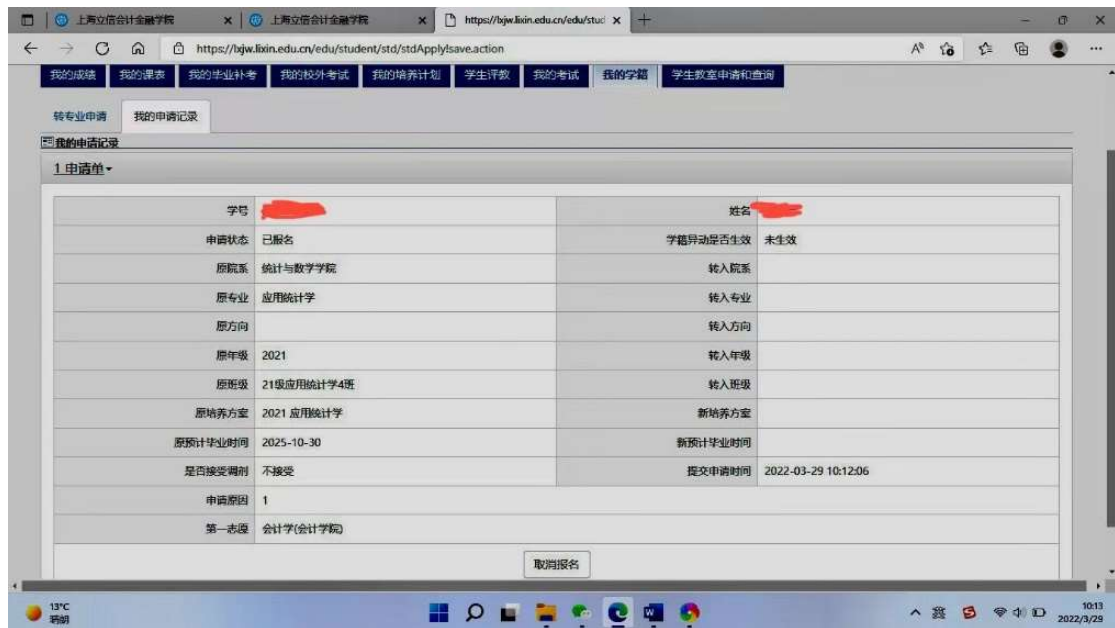 上海立信会计金融学院
上海立信会计金融学院
https://lxjw.lixin.edu.cn/edu/stud
https://lxjw.lixin.edu.cn/edu/student/std/stdApply!save.action
我的成绩 我的课表 我的毕业补考 我的校外考试 我的培养计划 学生评教 我的考试 我的学籍 学生教室申请和查询
转专业申请 我的申请记录
我的申请记录
1 申请单
学号 姓名
申请状态 已报名 学籍异动是否生效 未生效
原院系 统计与数学学院 转入院系
原专业 应用统计学 转入专业
原方向 转入方向
原年级 2021 转入年级
原班级 21级应用统计学4班 转入班级
原培养方案 2021 应用统计学 新培养方案
原预计毕业时间 2025-10-30 新预计毕业时间
是否接受调剂 不接受 提交申请时间 2022-03-29 10:12:06
申请原因 1
第一志愿 会计学(会计学院)
取消报名
13°C
晴朗
10:13
2022/3/29